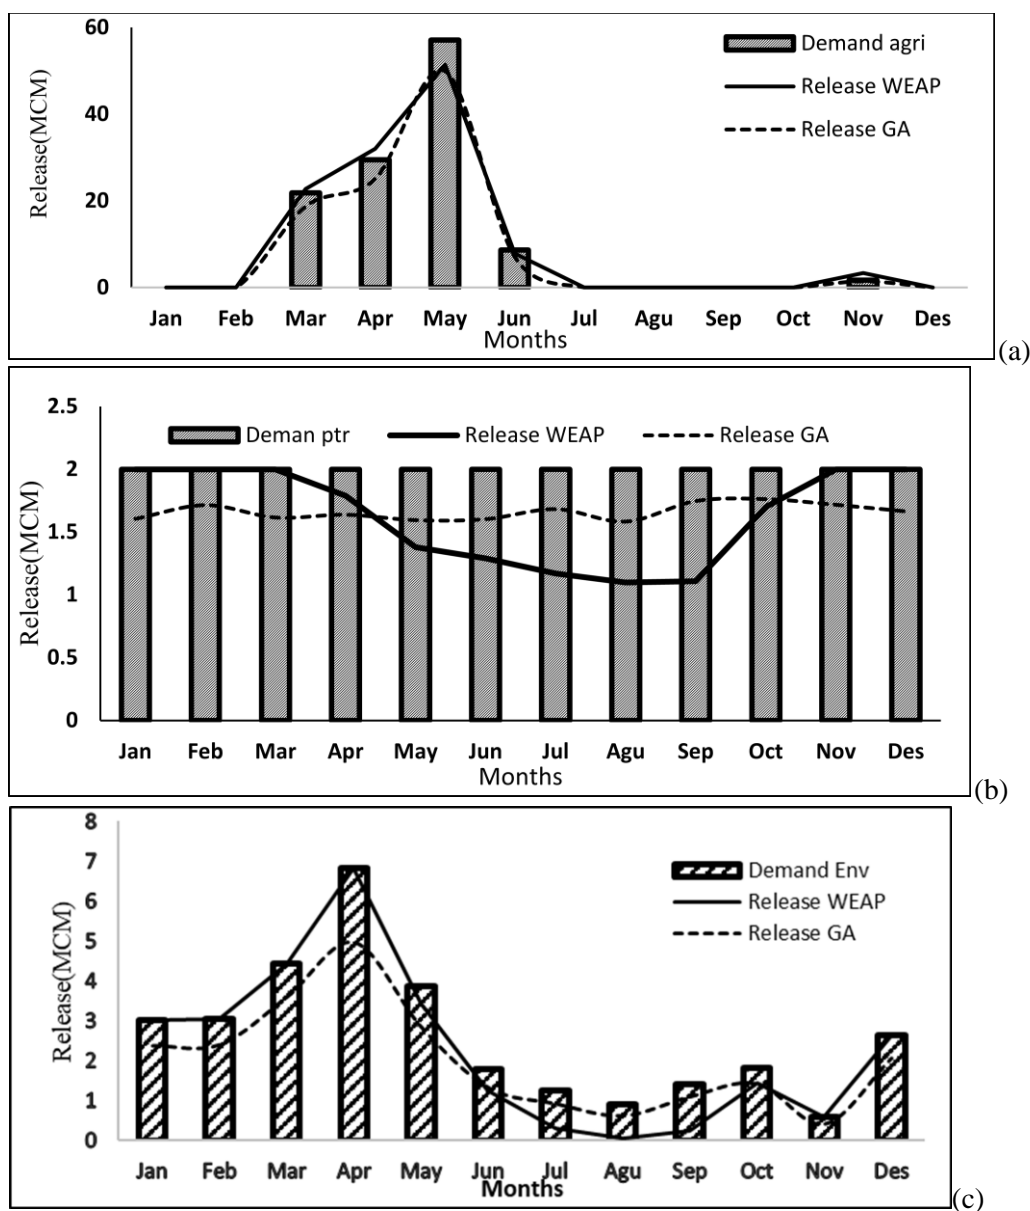 60
40
20
0
Release(MCM)
Demand agri
Release WEAP
Release GA
Jan Feb Mar Apr May Jun Jul Agu Sep Oct Nov Des
Months
(a)
2.5
2
1.5
1
0.5
0
Release(MCM)
Deman ptr Release WEAP Release GA
Jan Feb Mar Apr May Jun Jul Agu Sep Oct Nov Des
Months
(b)
8
7
6
5
4
3
2
1
0
Release(MCM)
Demand Env
Release WEAP
Release GA
Jan Feb Mar Apr May Jun Jul Agu Sep Oct Nov Des
Months
(c)